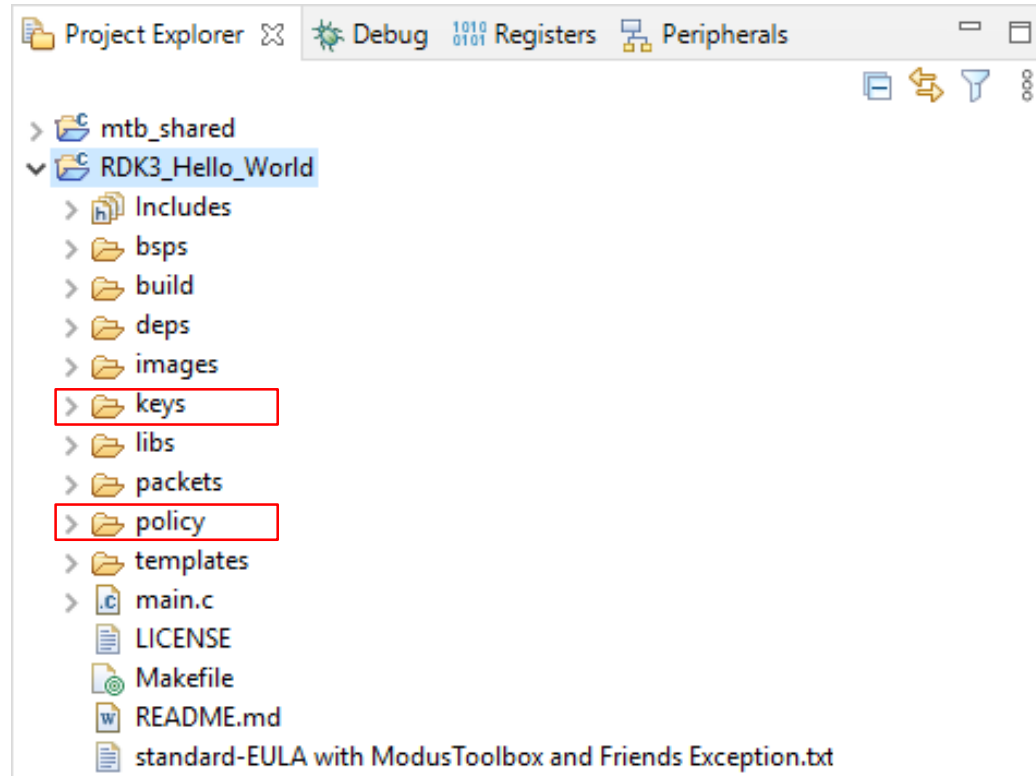 Project Explorer Debug 1010 0101 Registers Peripherals
mtb_shared
RDK3_Hello_World
Includes
bsps
build
deps
images
keys
libs
packets
policy
templates
main.c
LICENSE
Makefile
README.md
standard-EULA with ModusToolbox and Friends Exception.txt